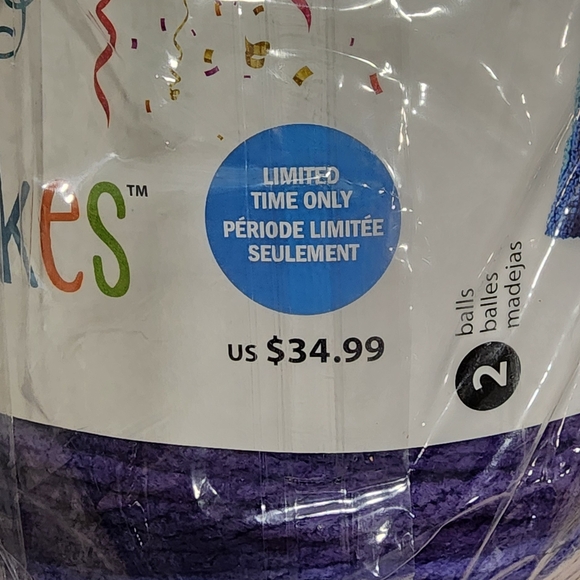 kes™
LIMITED
TIME ONLY
PÉRIODE LIMITÉE
SEULEMENT
US $34.99
2
balls
balles
madejas